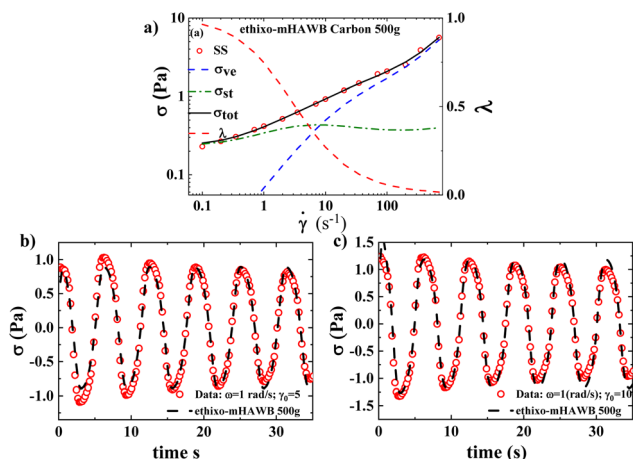 a)
(a)
ethixo-mHAWB Carbon 500g
SS
σve
σst
σtot
λ
σ (Pa)
10
1
0.1
λ
1.0
0.8
0.5
0.3
0.0
0.1 1 10 100
γ̇ (s-1)
b)
σ (Pa)
1.0
0.5
0.0
-0.5
-1.0
Data: ω=1 rad/s; γ0=5
ethixo-mHAWB 500g
0 10 20 30
time s
c)
σ (Pa)
1.5
1.0
0.5
0.0
-0.5
-1.0
-1.5
Data: ω=1(rad/s; γ0=10
ethixo-mHAWB 500g
0 10 20 30
time (s)